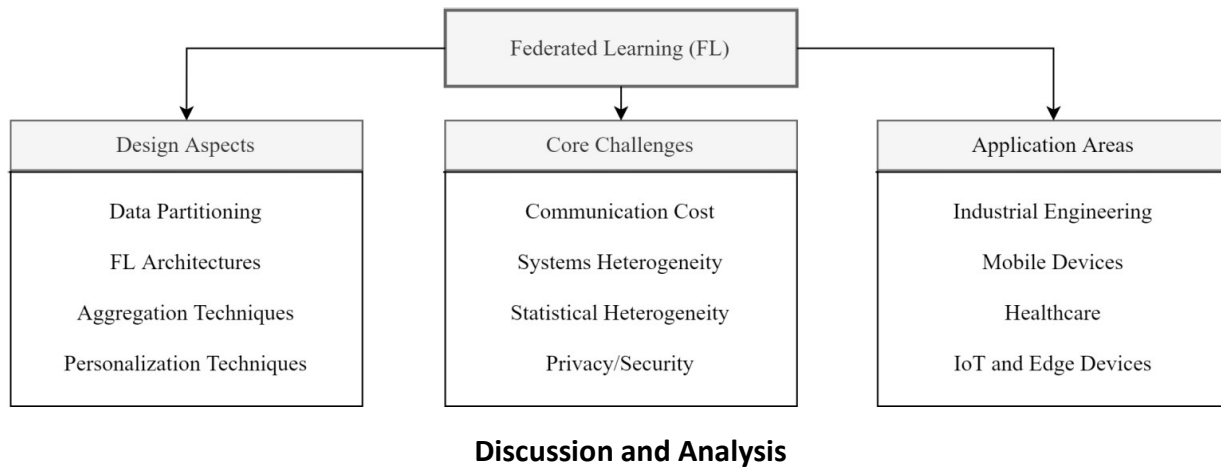 Federated Learning (FL)
Design Aspects
Data Partitioning
FL Architectures
Aggregation Techniques
Personalization Techniques
Core Challenges
Communication Cost
Systems Heterogeneity
Statistical Heterogeneity
Privacy/Security
Application Areas
Industrial Engineering
Mobile Devices
Healthcare
IoT and Edge Devices
Discussion and Analysis